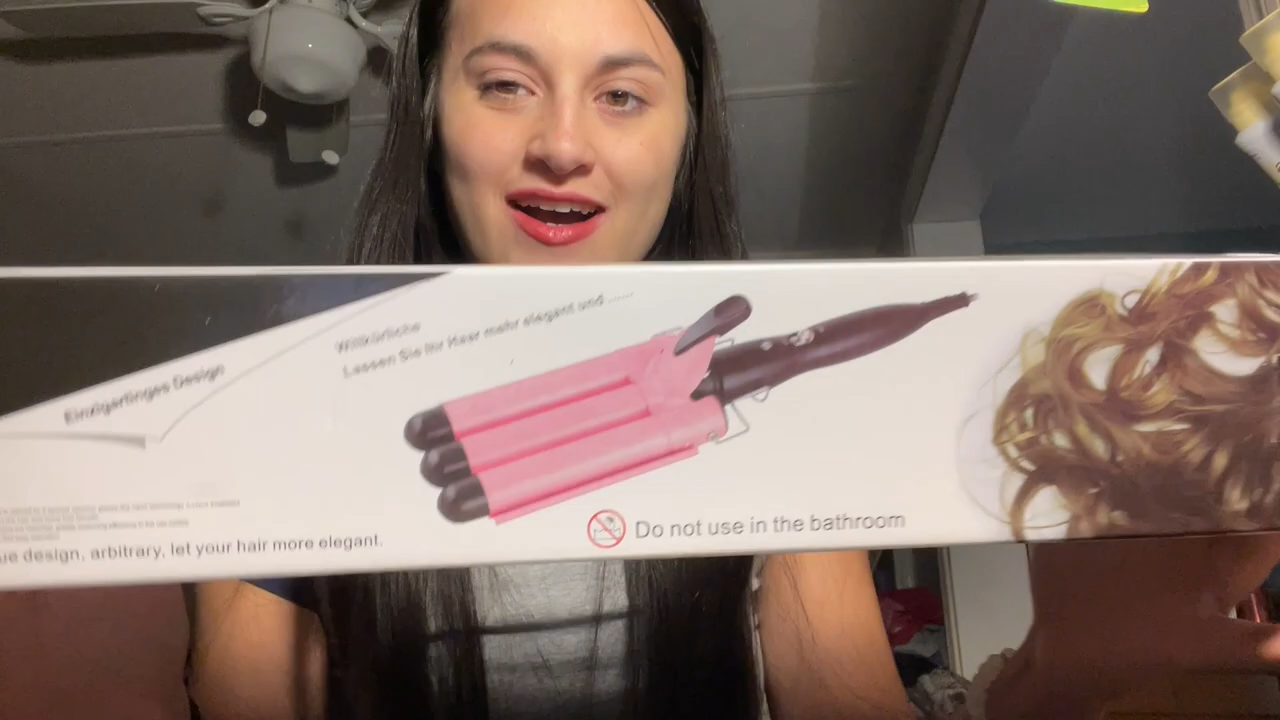 Willkürliche
Lassen Sie Ihr Haar mehr elegant und ......
Einzigartinges Design
Do not use in the bathroom
ue design, arbitrary, let your hair more elegant.